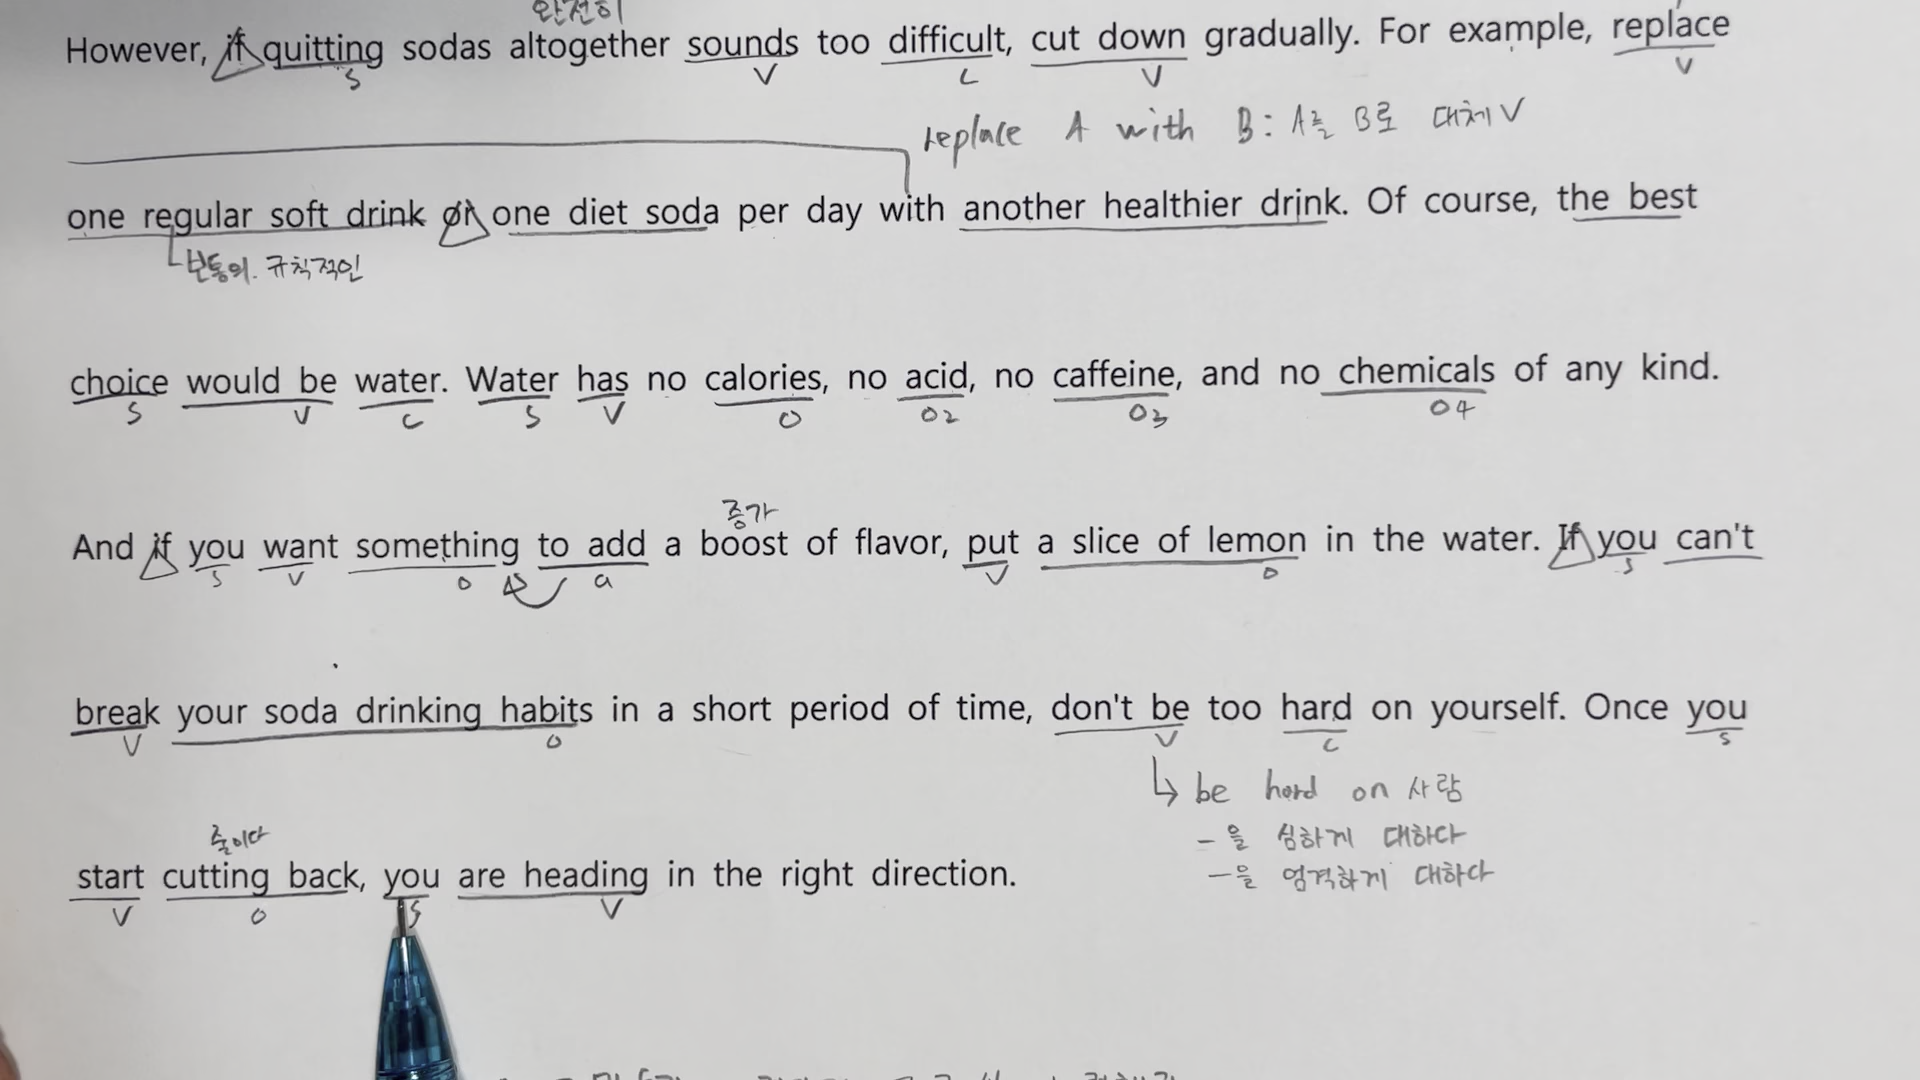 완전히
However, if quitting sodas altogether sounds too difficult, cut down gradually. For example, replace
S V C V V
replace A with B: A를 B로 대체V
one regular soft drink or one diet soda per day with another healthier drink. Of course, the best
보통의. 규칙적인
choice would be water. Water has no calories, no acid, no caffeine, and no chemicals of any kind.
S V C S V O O2 O3 O4
증가
And if you want something to add a boost of flavor, put a slice of lemon in the water. If you can't
S V O a V O S
break your soda drinking habits in a short period of time, don't be too hard on yourself. Once you
V O V C S
be hard on 사람
-을 심하게 대하다
줄이다
start cutting back, you are heading in the right direction.
-을 엄격하게 대하다
V O S V